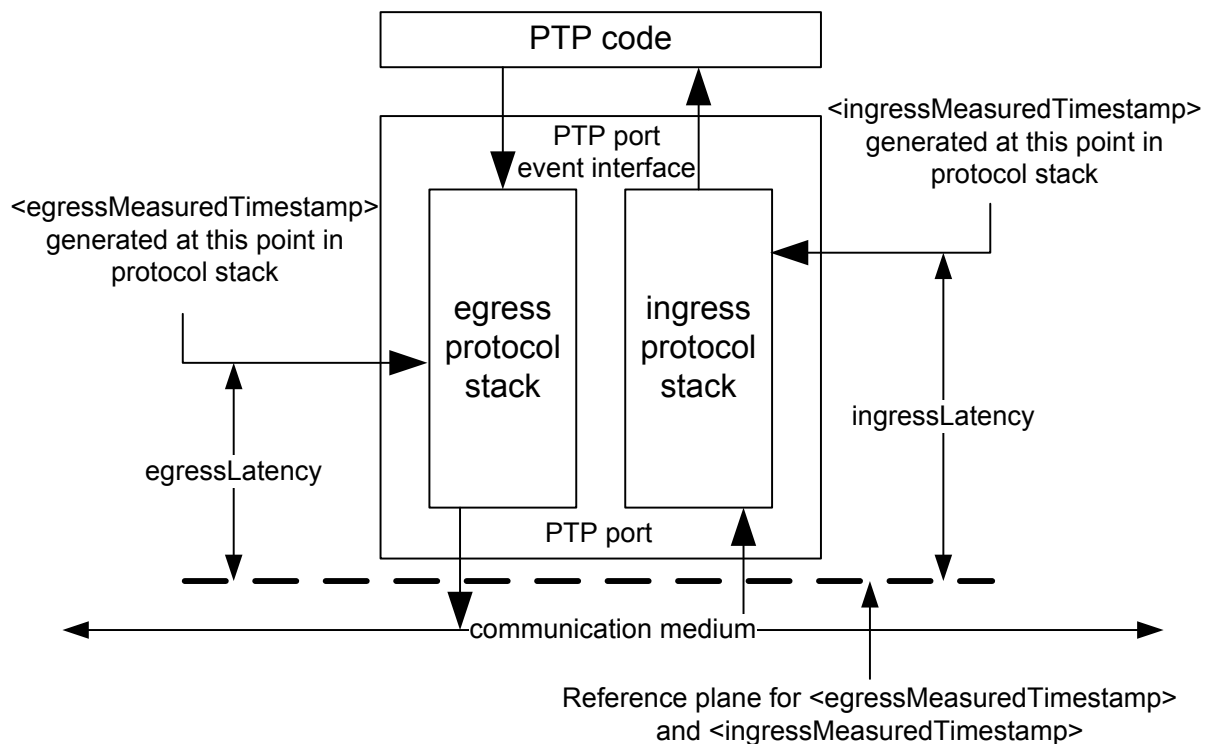 PTP code
<ingressMeasuredTimestamp>
generated at this point in
protocol stack
PTP port
event interface
<egressMeasuredTimestamp>
generated at this point in
protocol stack
egress
protocol
stack
ingress
protocol
stack
ingressLatency
egressLatency
PTP port
communication medium
Reference plane for <egressMeasuredTimestamp>
and <ingressMeasuredTimestamp>